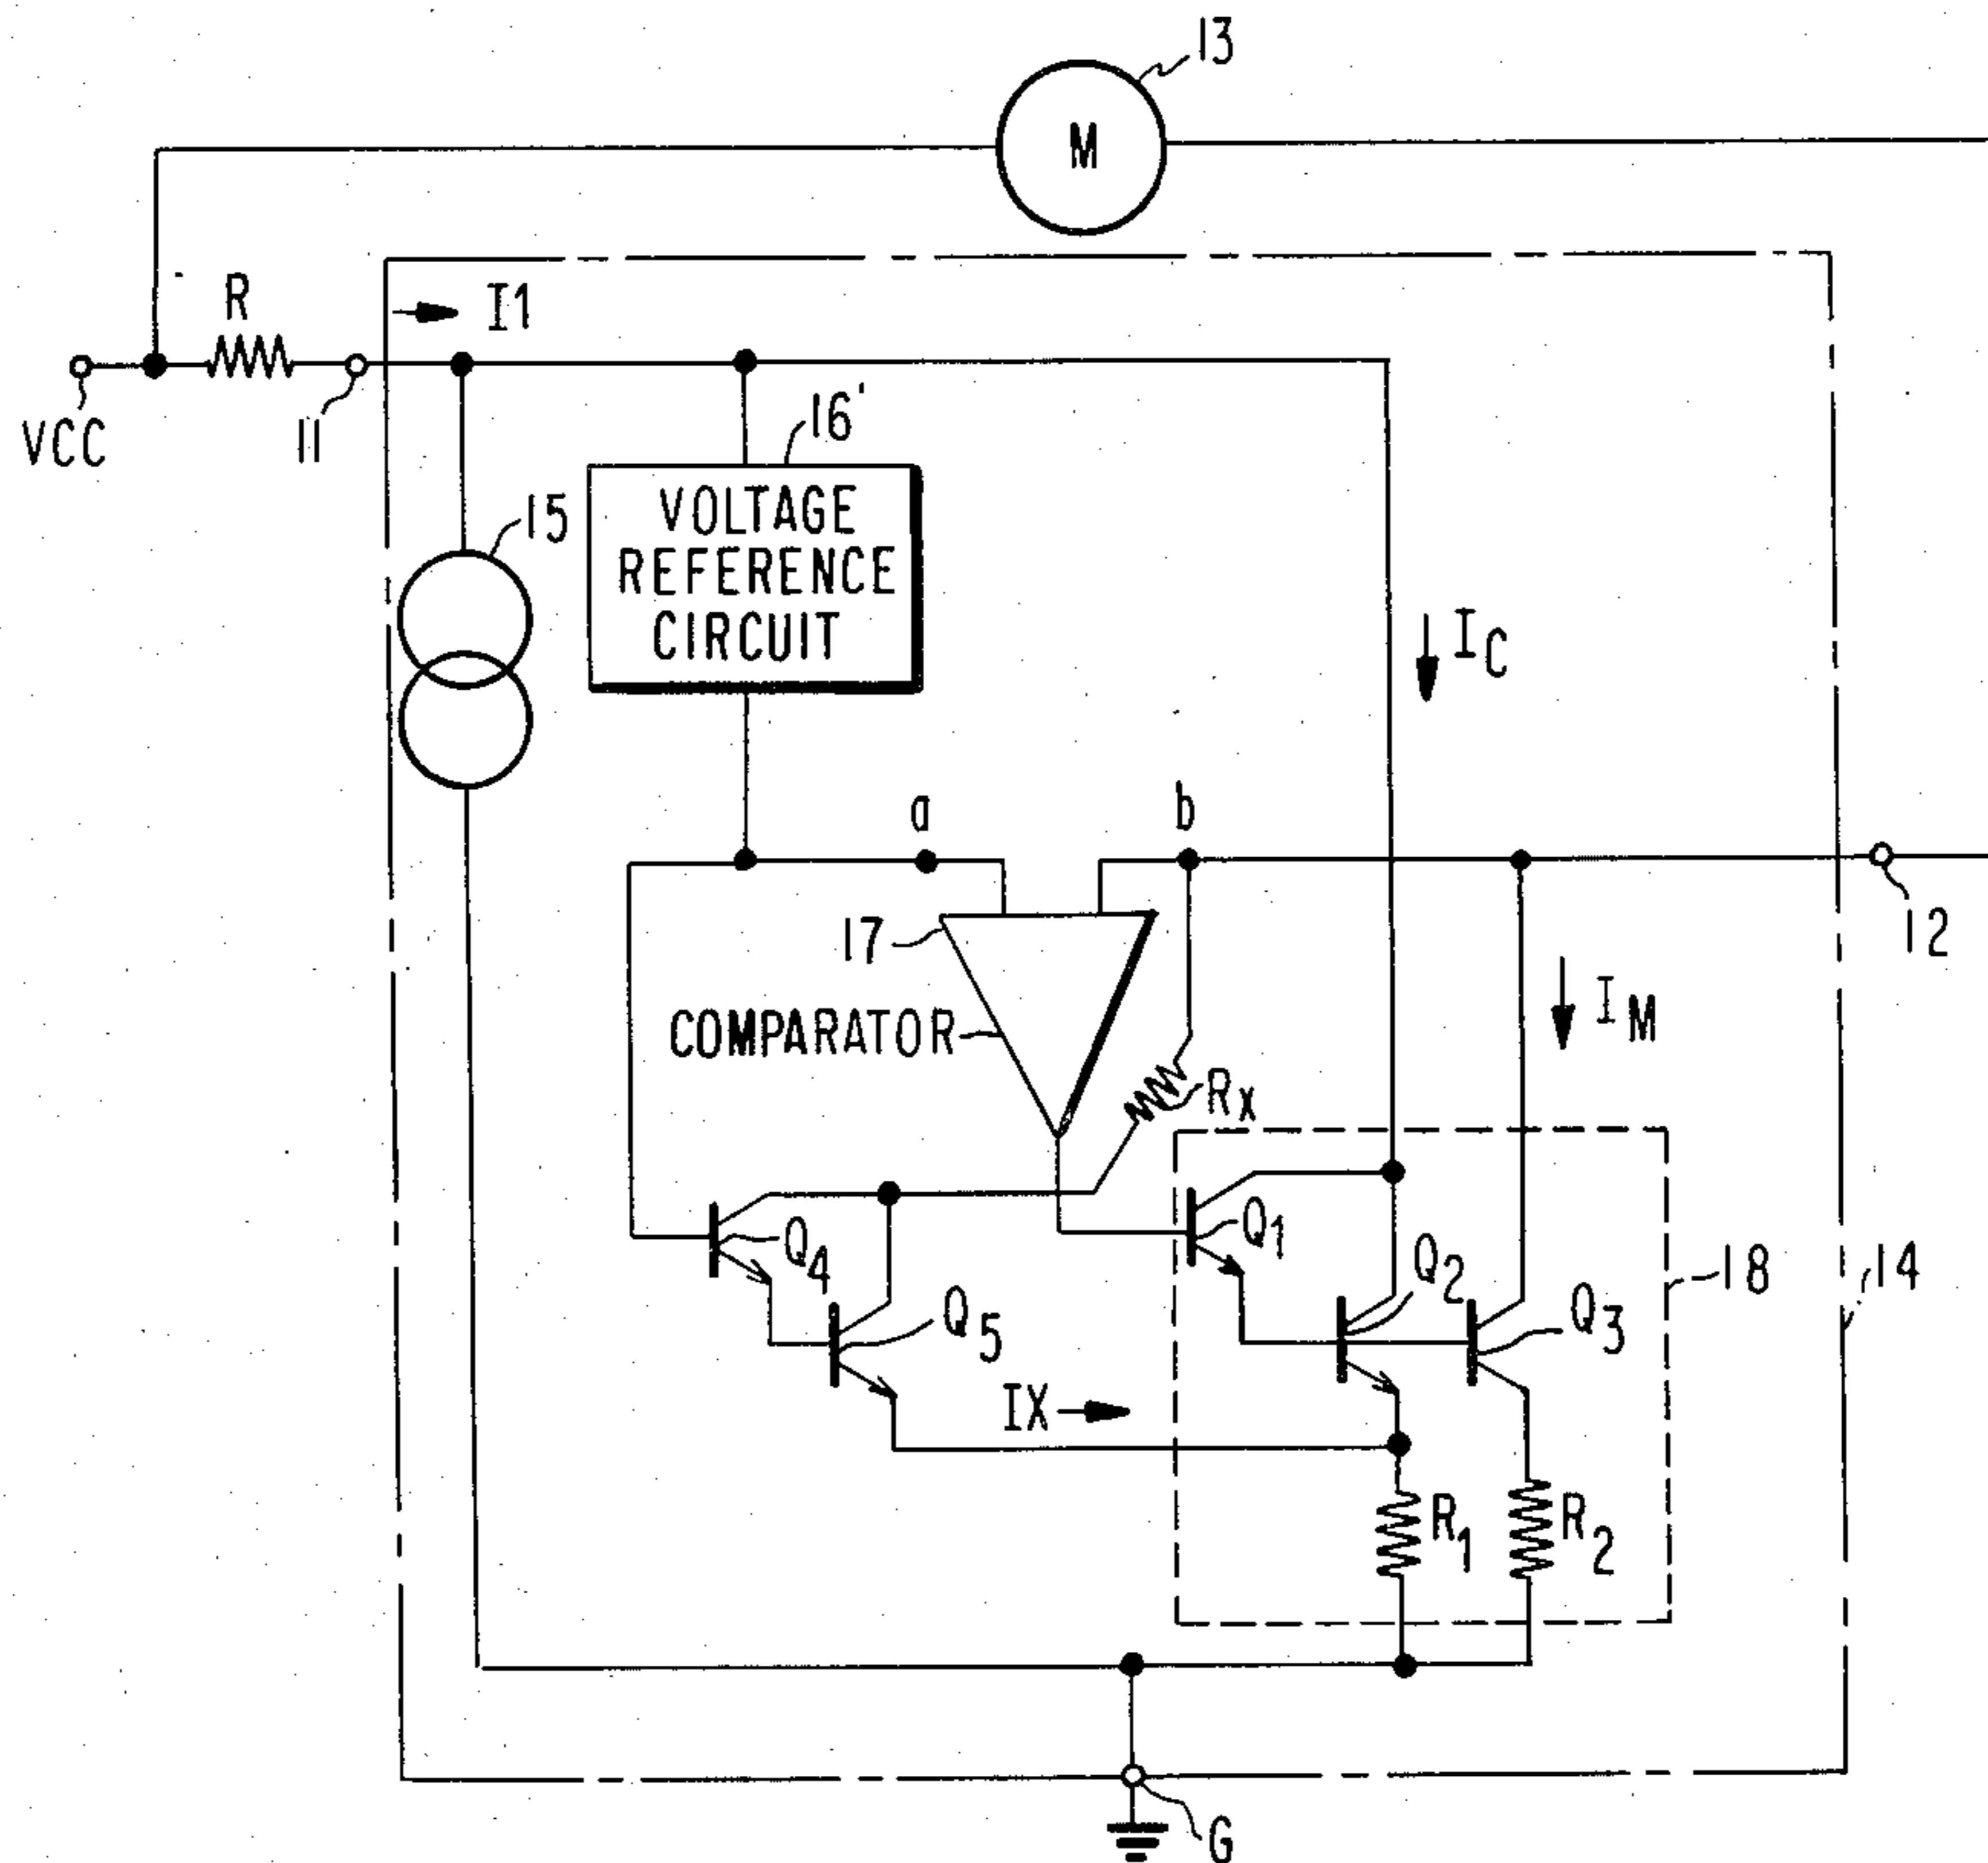 13
M
R
I1
VCC
11
16'
VOLTAGE
REFERENCE
CIRCUIT
15
IC
a
b
17
12
COMPARATOR
IM
RX
Q4
Q1
Q2
18
14
Q5
Q3
IX
R1
R2
G